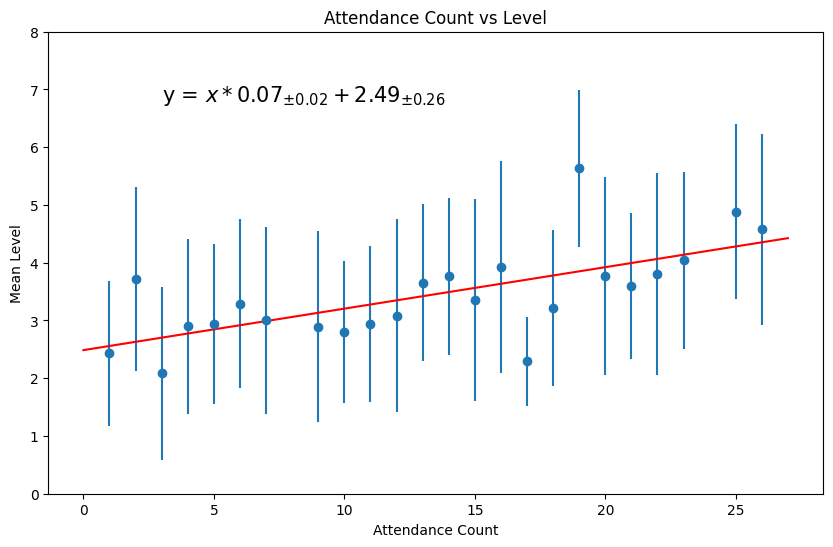 Attendance Count vs Level
8
y = x * 0.07±0.02 + 2.49±0.26
7
6
5
4
3
2
1
0
Mean Level
0 5 10 15 20 25
Attendance Count